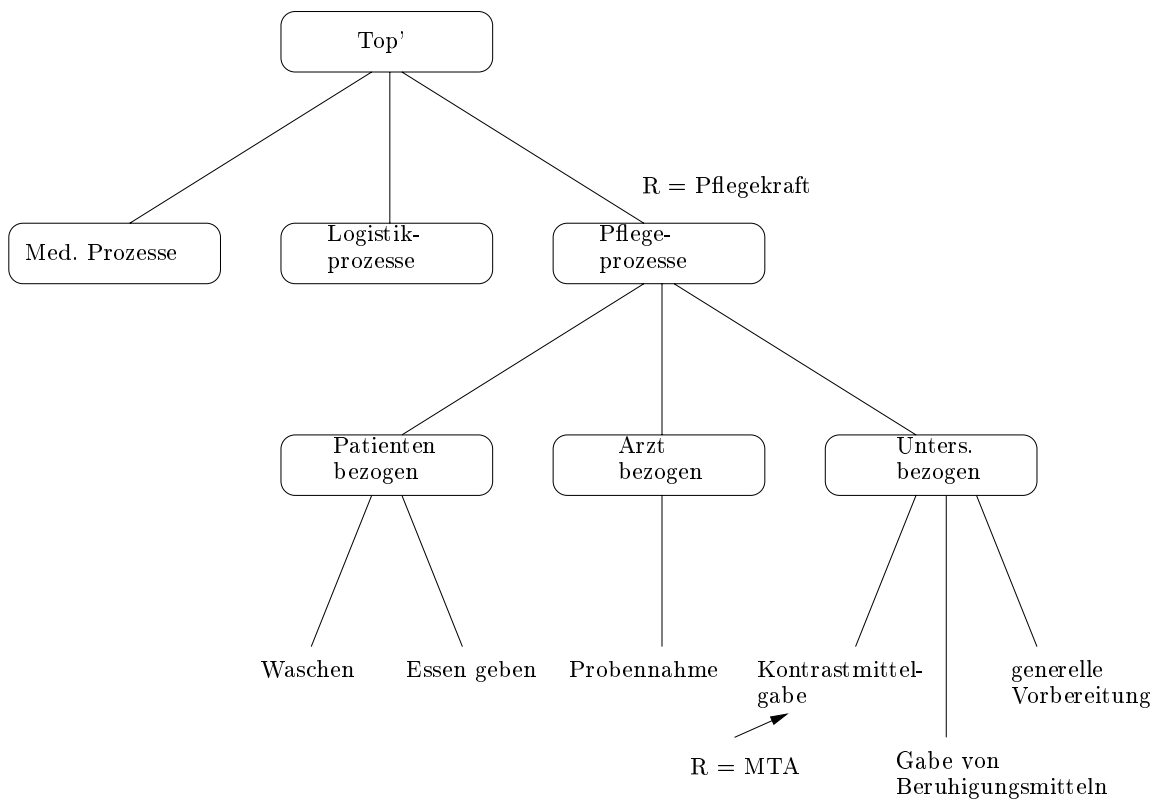 Top'
R = Pflegekraft
Med. Prozesse
Logistik-
prozesse
Pflege-
prozesse
Patienten
bezogen
Arzt
bezogen
Unters.
bezogen
Waschen
Essen geben
Probennahme
Kontrastmittel-
gabe
generelle
Vorbereitung
R = MTA
Gabe von
Beruhigungsmitteln